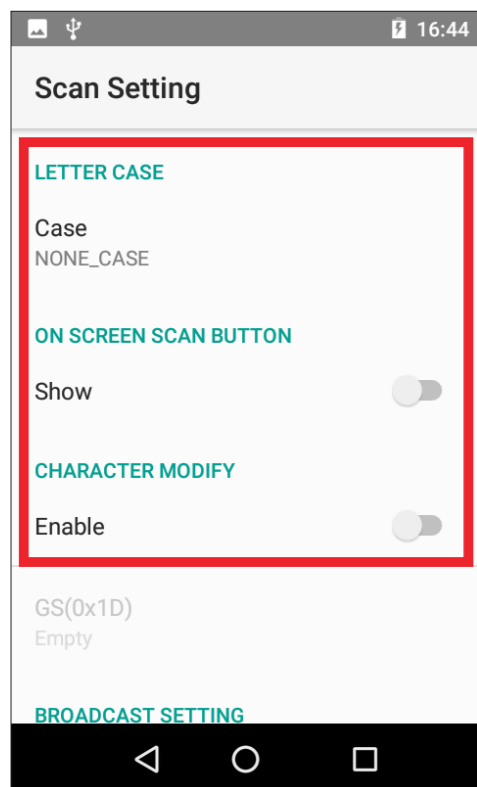 16:44
Scan Setting
LETTER CASE
Case
NONE_CASE
ON SCREEN SCAN BUTTON
Show
CHARACTER MODIFY
Enable
GS(0x1D)
Empty
BROADCAST SETTING